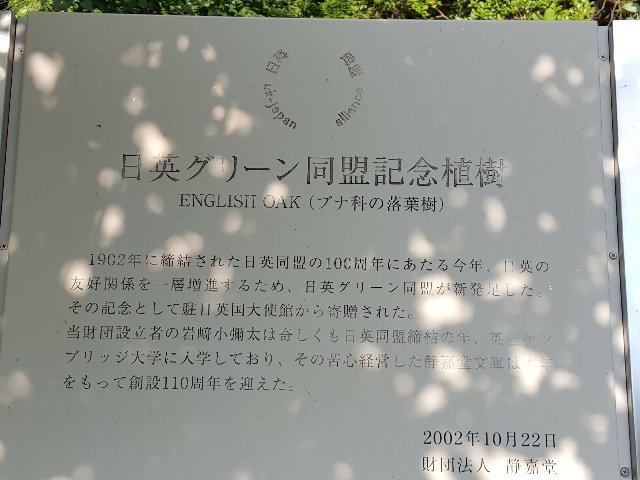 日英 同盟
uk-japan alliance
日英グリーン同盟記念植樹
ENGLISH OAK（ブナ科の落葉樹）
1902年に締結された日英同盟の100周年にあたる今年，日英の
友好関係を一層増進するため、日英グリーン同盟が新発足した。
その記念として駐日英国大使館から寄贈された。
当財団設立者の岩﨑小彌太は奇しくも日英同盟締結の年、英国ケン
ブリッジ大学に入学しており、その苦心経営した静嘉堂文庫は今年
をもって創設110周年を迎えた。
2002年10月22日
財団法人 静嘉堂